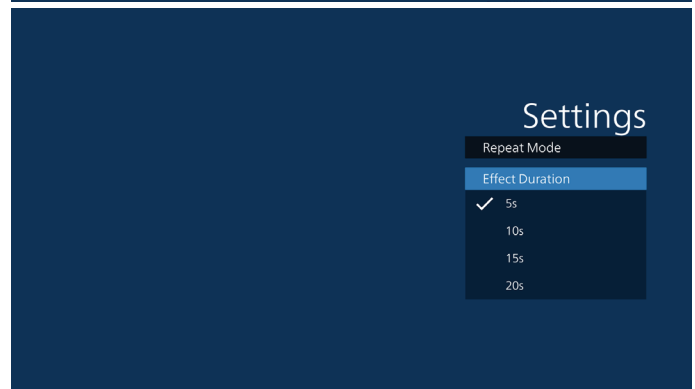 Settings
Repeat Mode
Effect Duration
5s
10s
15s
20s